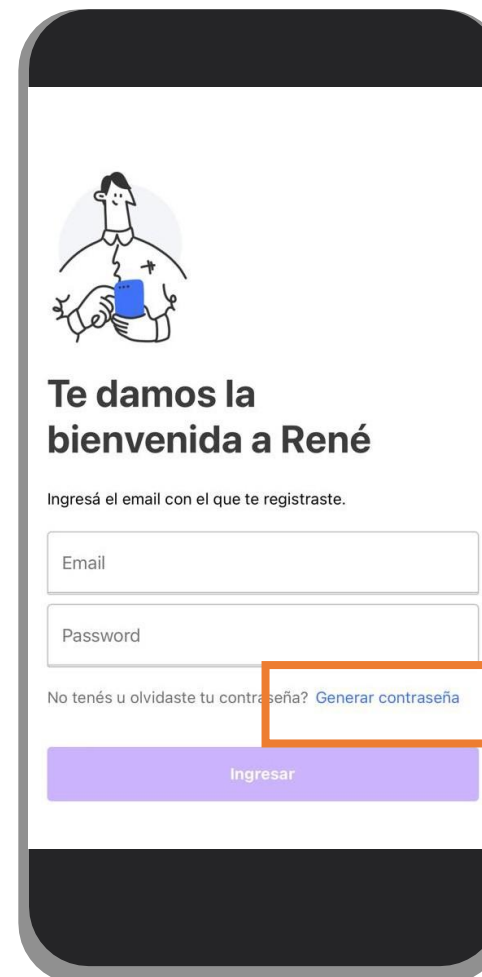 Te damos la
bienvenida a René
Ingresá el email con el que te registraste.
Email
Password
No tenés u olvidaste tu contraseña? Generar contraseña
Ingresar